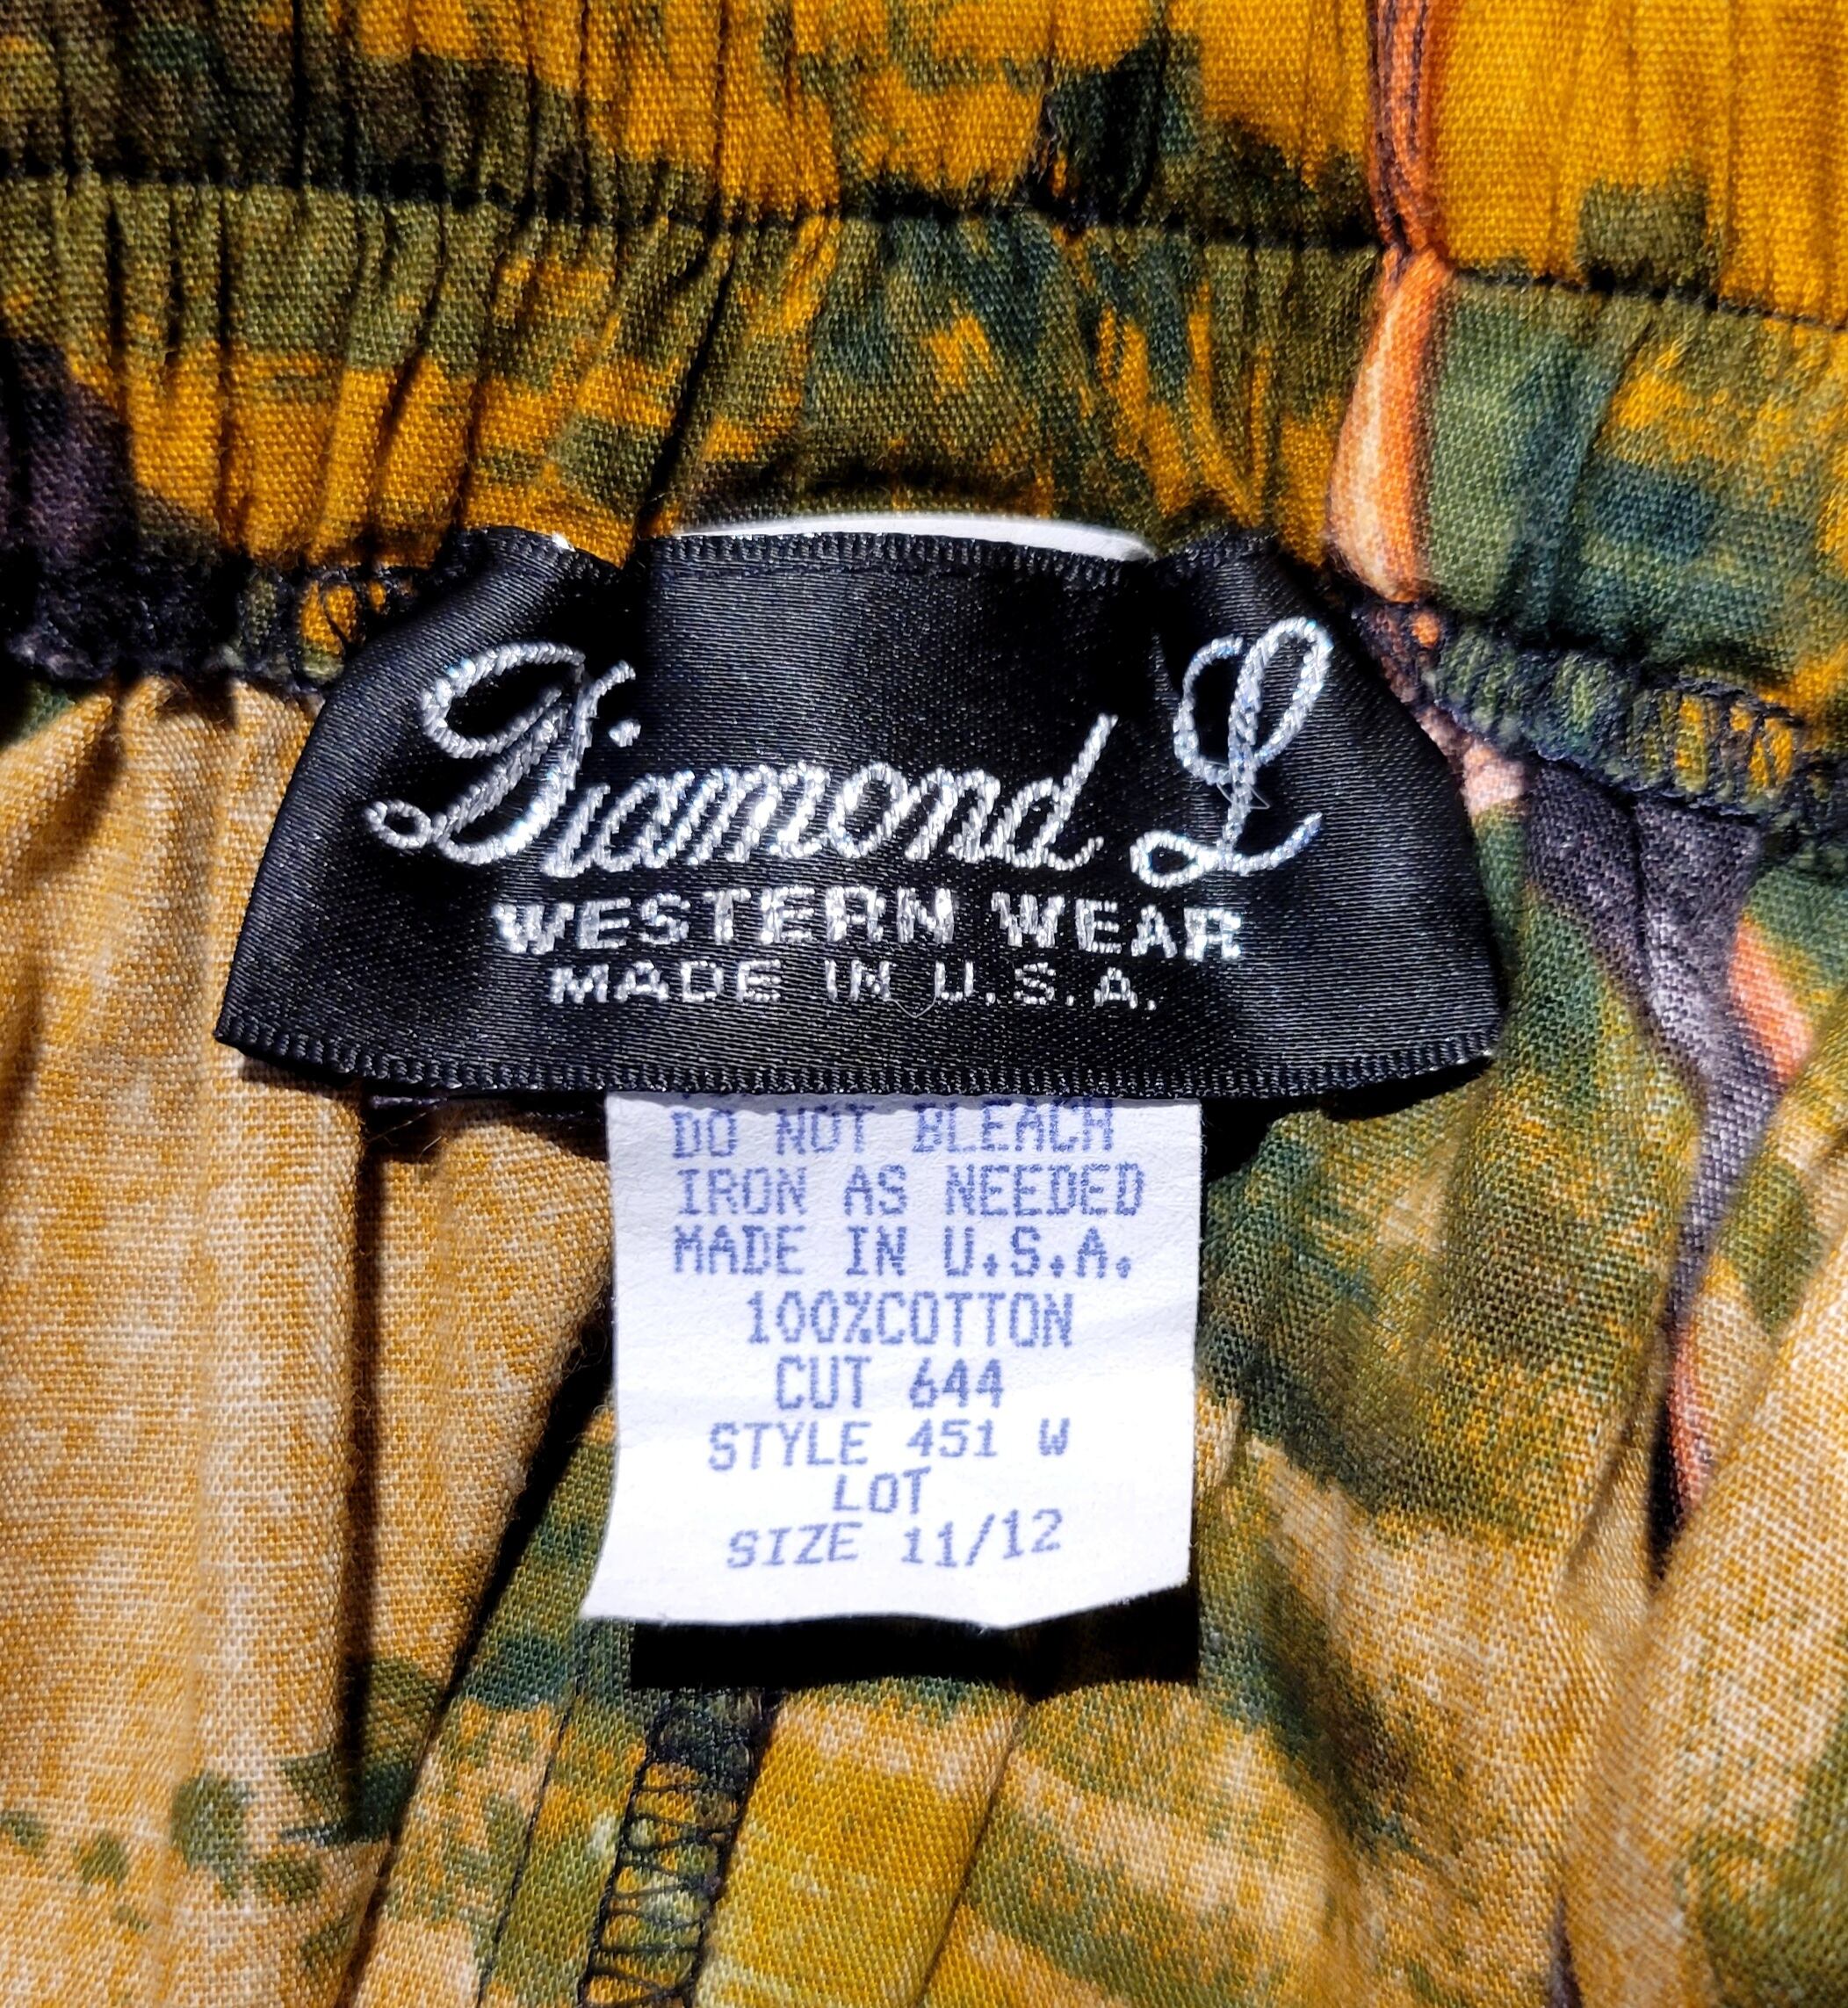 Diamond L
WESTERN WEAR
MADE IN U.S.A.
DO NOT BLEACH
IRON AS NEEDED
MADE IN U.S.A.
100%COTTON
CUT 644
STYLE 451 W
LOT
SIZE 11/12